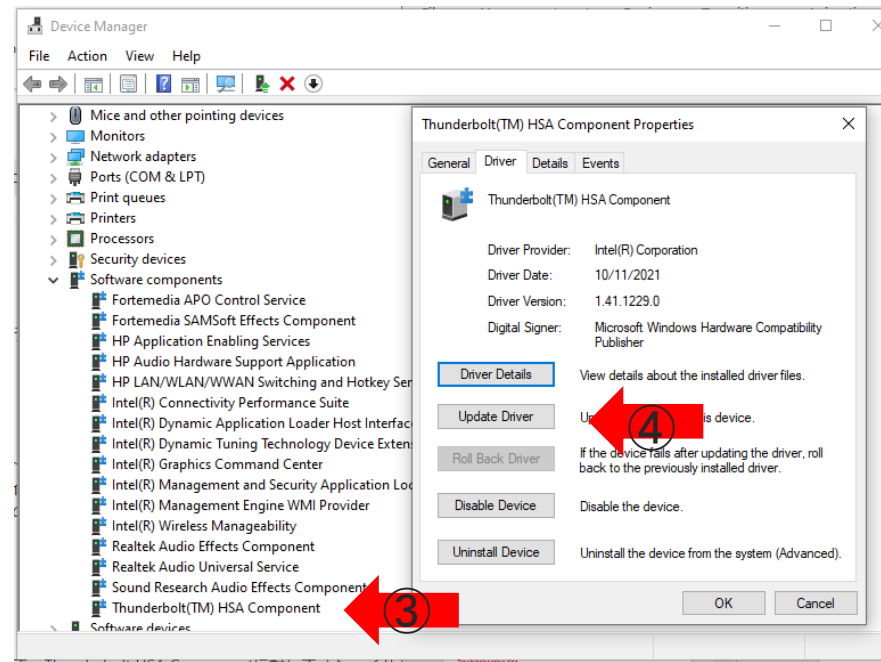 Device Manager
File Action View Help
Mice and other pointing devices
Monitors
Network adapters
Ports (COM & LPT)
Print queues
Printers
Processors
Security devices
Software components
Fortemedia APO Control Service
Fortemedia SAMSoft Effects Component
HP Application Enabling Services
HP Audio Hardware Support Application
HP LAN/WLAN/WWAN Switching and Hotkey Ser
Intel(R) Connectivity Performance Suite
Intel(R) Dynamic Application Loader Host Interfac
Intel(R) Dynamic Tuning Technology Device Exten
Intel(R) Graphics Command Center
Intel(R) Management and Security Application Loc
Intel(R) Management Engine WMI Provider
Intel(R) Wireless Manageability
Realtek Audio Effects Component
Realtek Audio Universal Service
Sound Research Audio Effects Component
Thunderbolt(TM) HSA Component
③
Software devices
Thunderbolt(TM) HSA Component Properties
General Driver Details Events
Thunderbolt(TM) HSA Component
Driver Provider: Intel(R) Corporation
Driver Date: 10/11/2021
Driver Version: 1.41.1229.0
Digital Signer: Microsoft Windows Hardware Compatibility
Publisher
Driver Details View details about the installed driver files.
Update Driver ④ is device.
Roll Back Driver If the device fails after updating the driver, roll
back to the previously installed driver.
Disable Device Disable the device.
Uninstall Device Uninstall the device from the system (Advanced).
OK Cancel